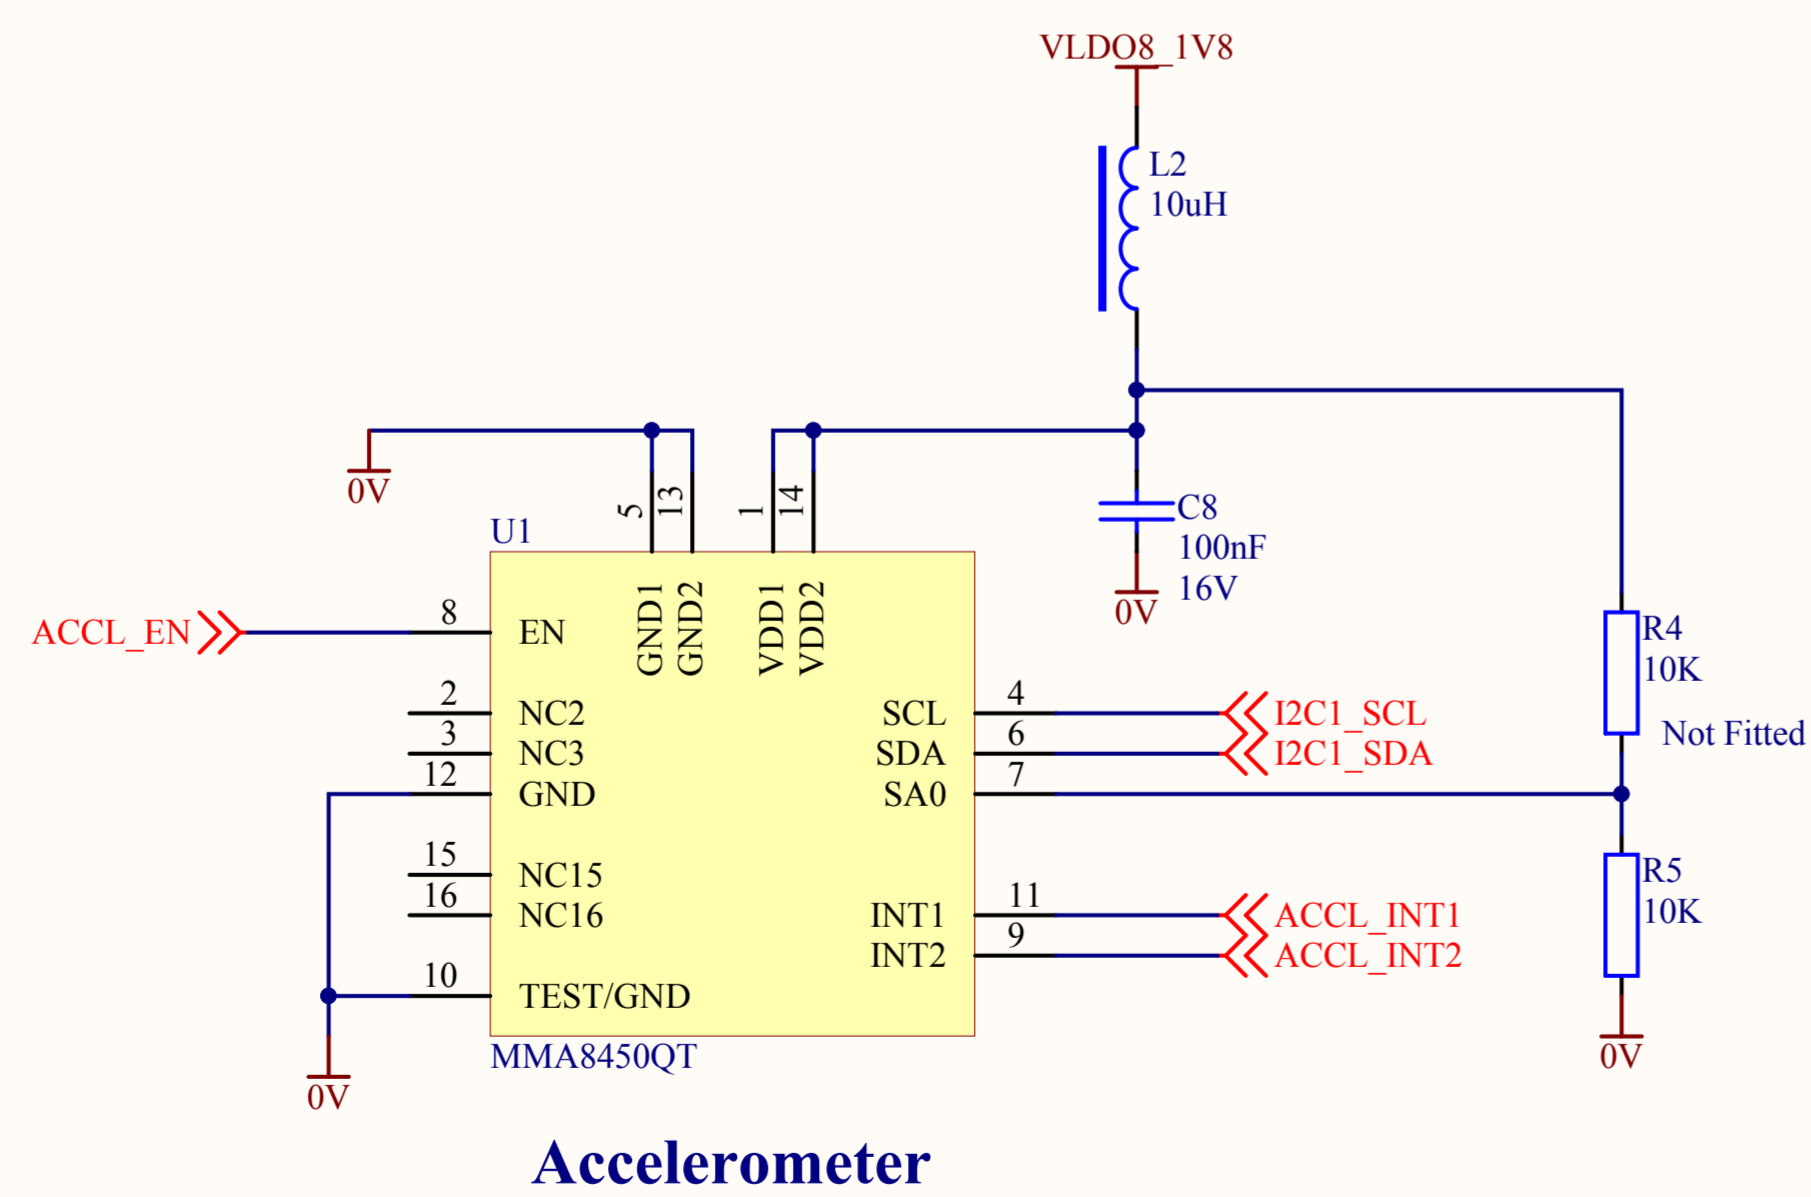 VLDO8_1V8
L2
10uH
0V
5
13
1
14
C8
100nF
16V
0V
U1
GND1
GND2
VDD1
VDD2
ACCL_EN
8
EN
R4
10K
Not Fitted
2
NC2
SCL
4
I2C1_SCL
3
NC3
SDA
6
I2C1_SDA
12
GND
SA0
7
15
NC15
R5
10K
16
NC16
INT1
11
ACCL_INT1
INT2
9
ACCL_INT2
10
TEST/GND
MMA8450QT
0V
0V
Accelerometer